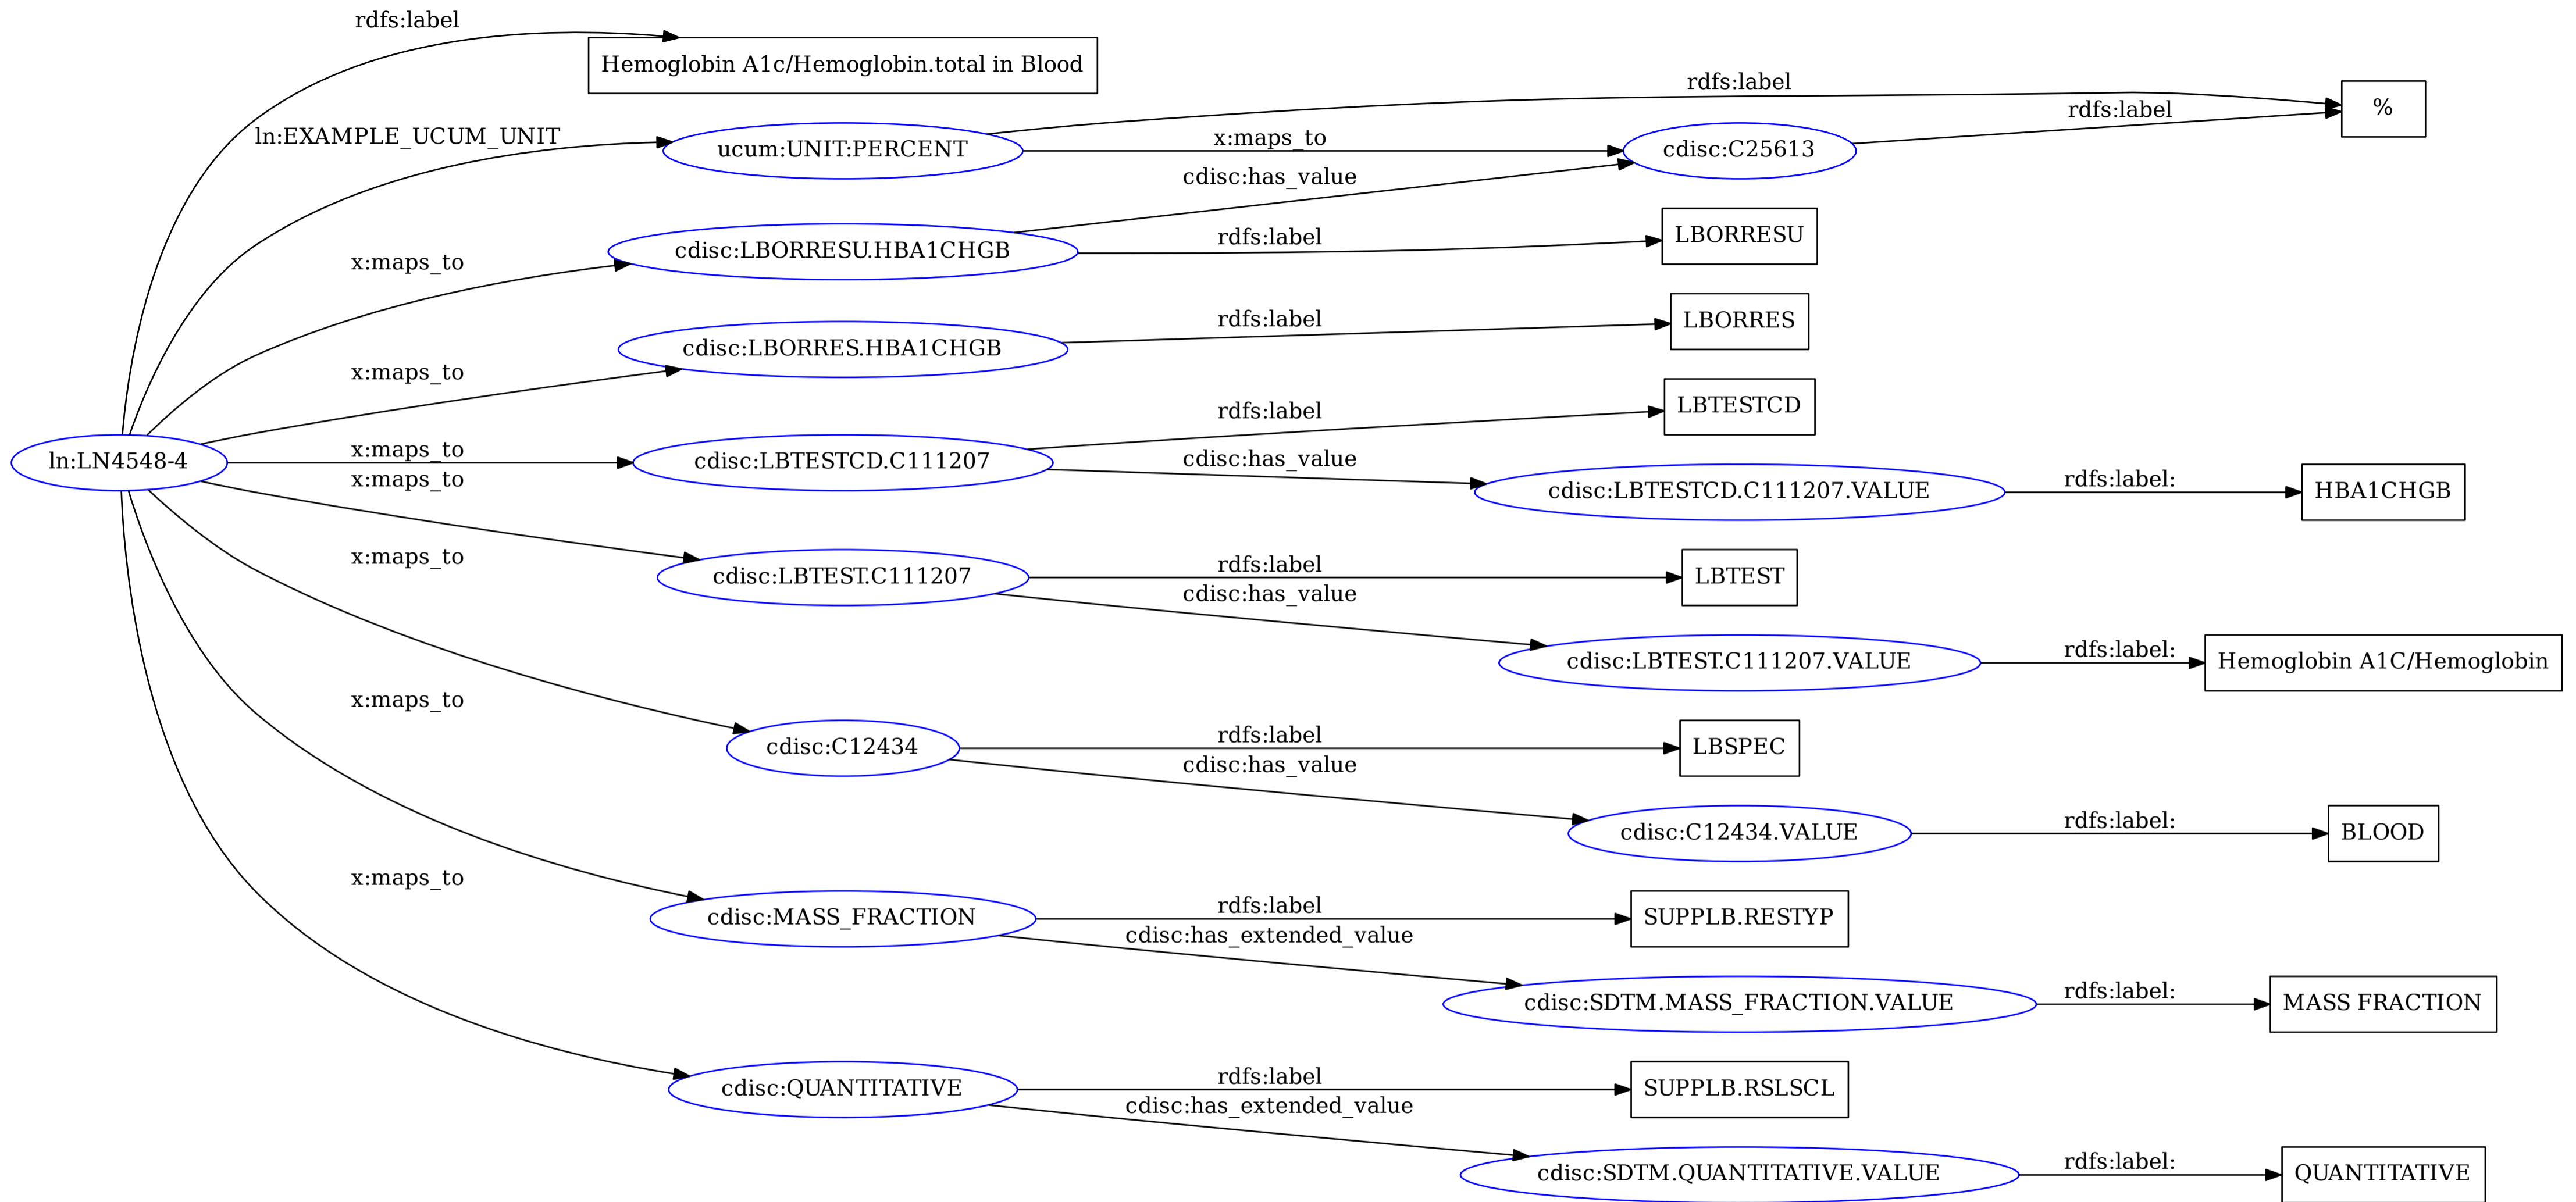 rdfs:label
Hemoglobin A1c/Hemoglobin.total in Blood
rdfs:label
%
ln:EXAMPLE_UCUM_UNIT
ucum:UNIT:PERCENT
x:maps_to
cdisc:C25613
rdfs:label
cdisc:has_value
x:maps_to
cdisc:LBORRESU.HBA1CHGB
rdfs:label
LBORRESU
x:maps_to
cdisc:LBORRES.HBA1CHGB
rdfs:label
LBORRES
rdfs:label
LBTESTCD
ln:LN4548-4
x:maps_to
cdisc:LBTESTCD.C111207
cdisc:has_value
cdisc:LBTESTCD.C111207.VALUE
rdfs:label:
HBA1CHGB
x:maps_to
cdisc:LBTEST.C111207
rdfs:label
LBTEST
cdisc:has_value
cdisc:LBTEST.C111207.VALUE
rdfs:label:
Hemoglobin A1C/Hemoglobin
x:maps_to
cdisc:C12434
rdfs:label
LBSPEC
cdisc:has_value
cdisc:C12434.VALUE
rdfs:label:
BLOOD
x:maps_to
cdisc:MASS_FRACTION
rdfs:label
SUPPLB.RESTYP
cdisc:has_extended_value
cdisc:SDTM.MASS_FRACTION.VALUE
rdfs:label:
MASS FRACTION
x:maps_to
cdisc:QUANTITATIVE
rdfs:label
SUPPLB.RSLSCL
cdisc:has_extended_value
cdisc:SDTM.QUANTITATIVE.VALUE
rdfs:label:
QUANTITATIVE